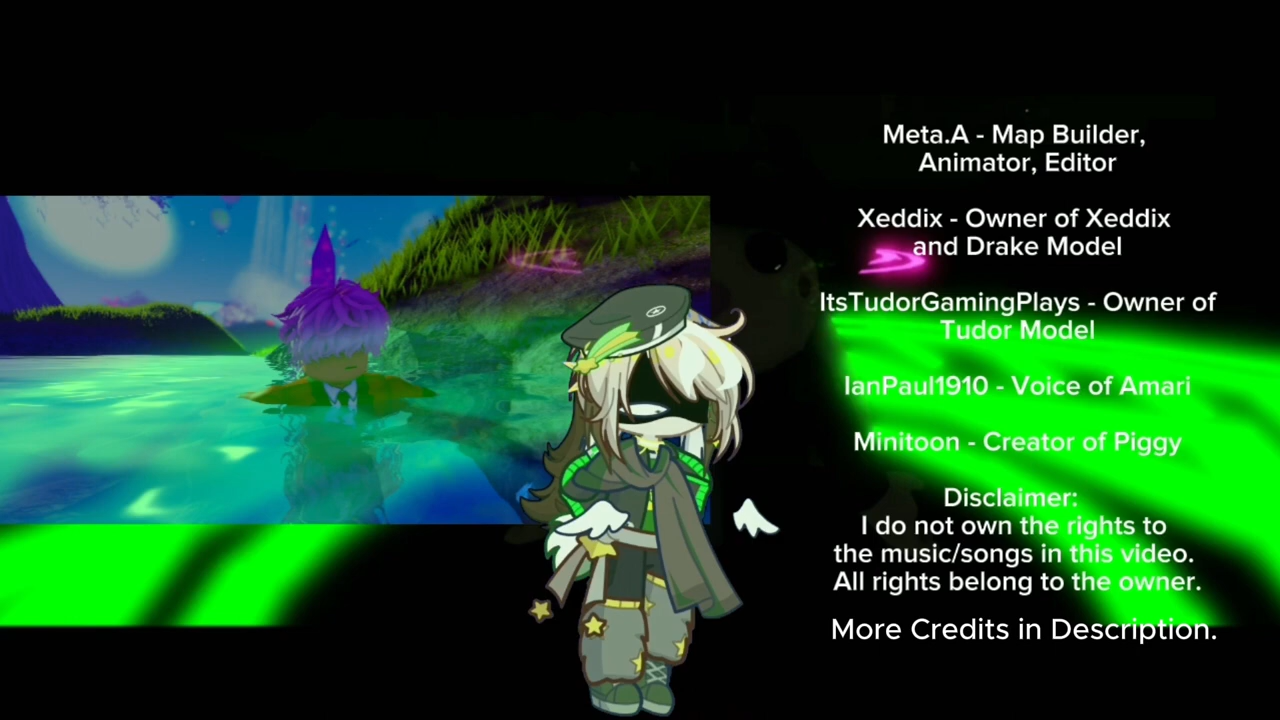 Meta.A - Map Builder,
Animator, Editor
Xeddix - Owner of Xeddix
and Drake Model
ItsTudorGamingPlays - Owner of
Tudor Model
IanPaul1910 - Voice of Amari
Minitoon - Creator of Piggy
Disclaimer:
I do not own the rights to
the music/songs in this video.
All rights belong to the owner.
More Credits in Description.